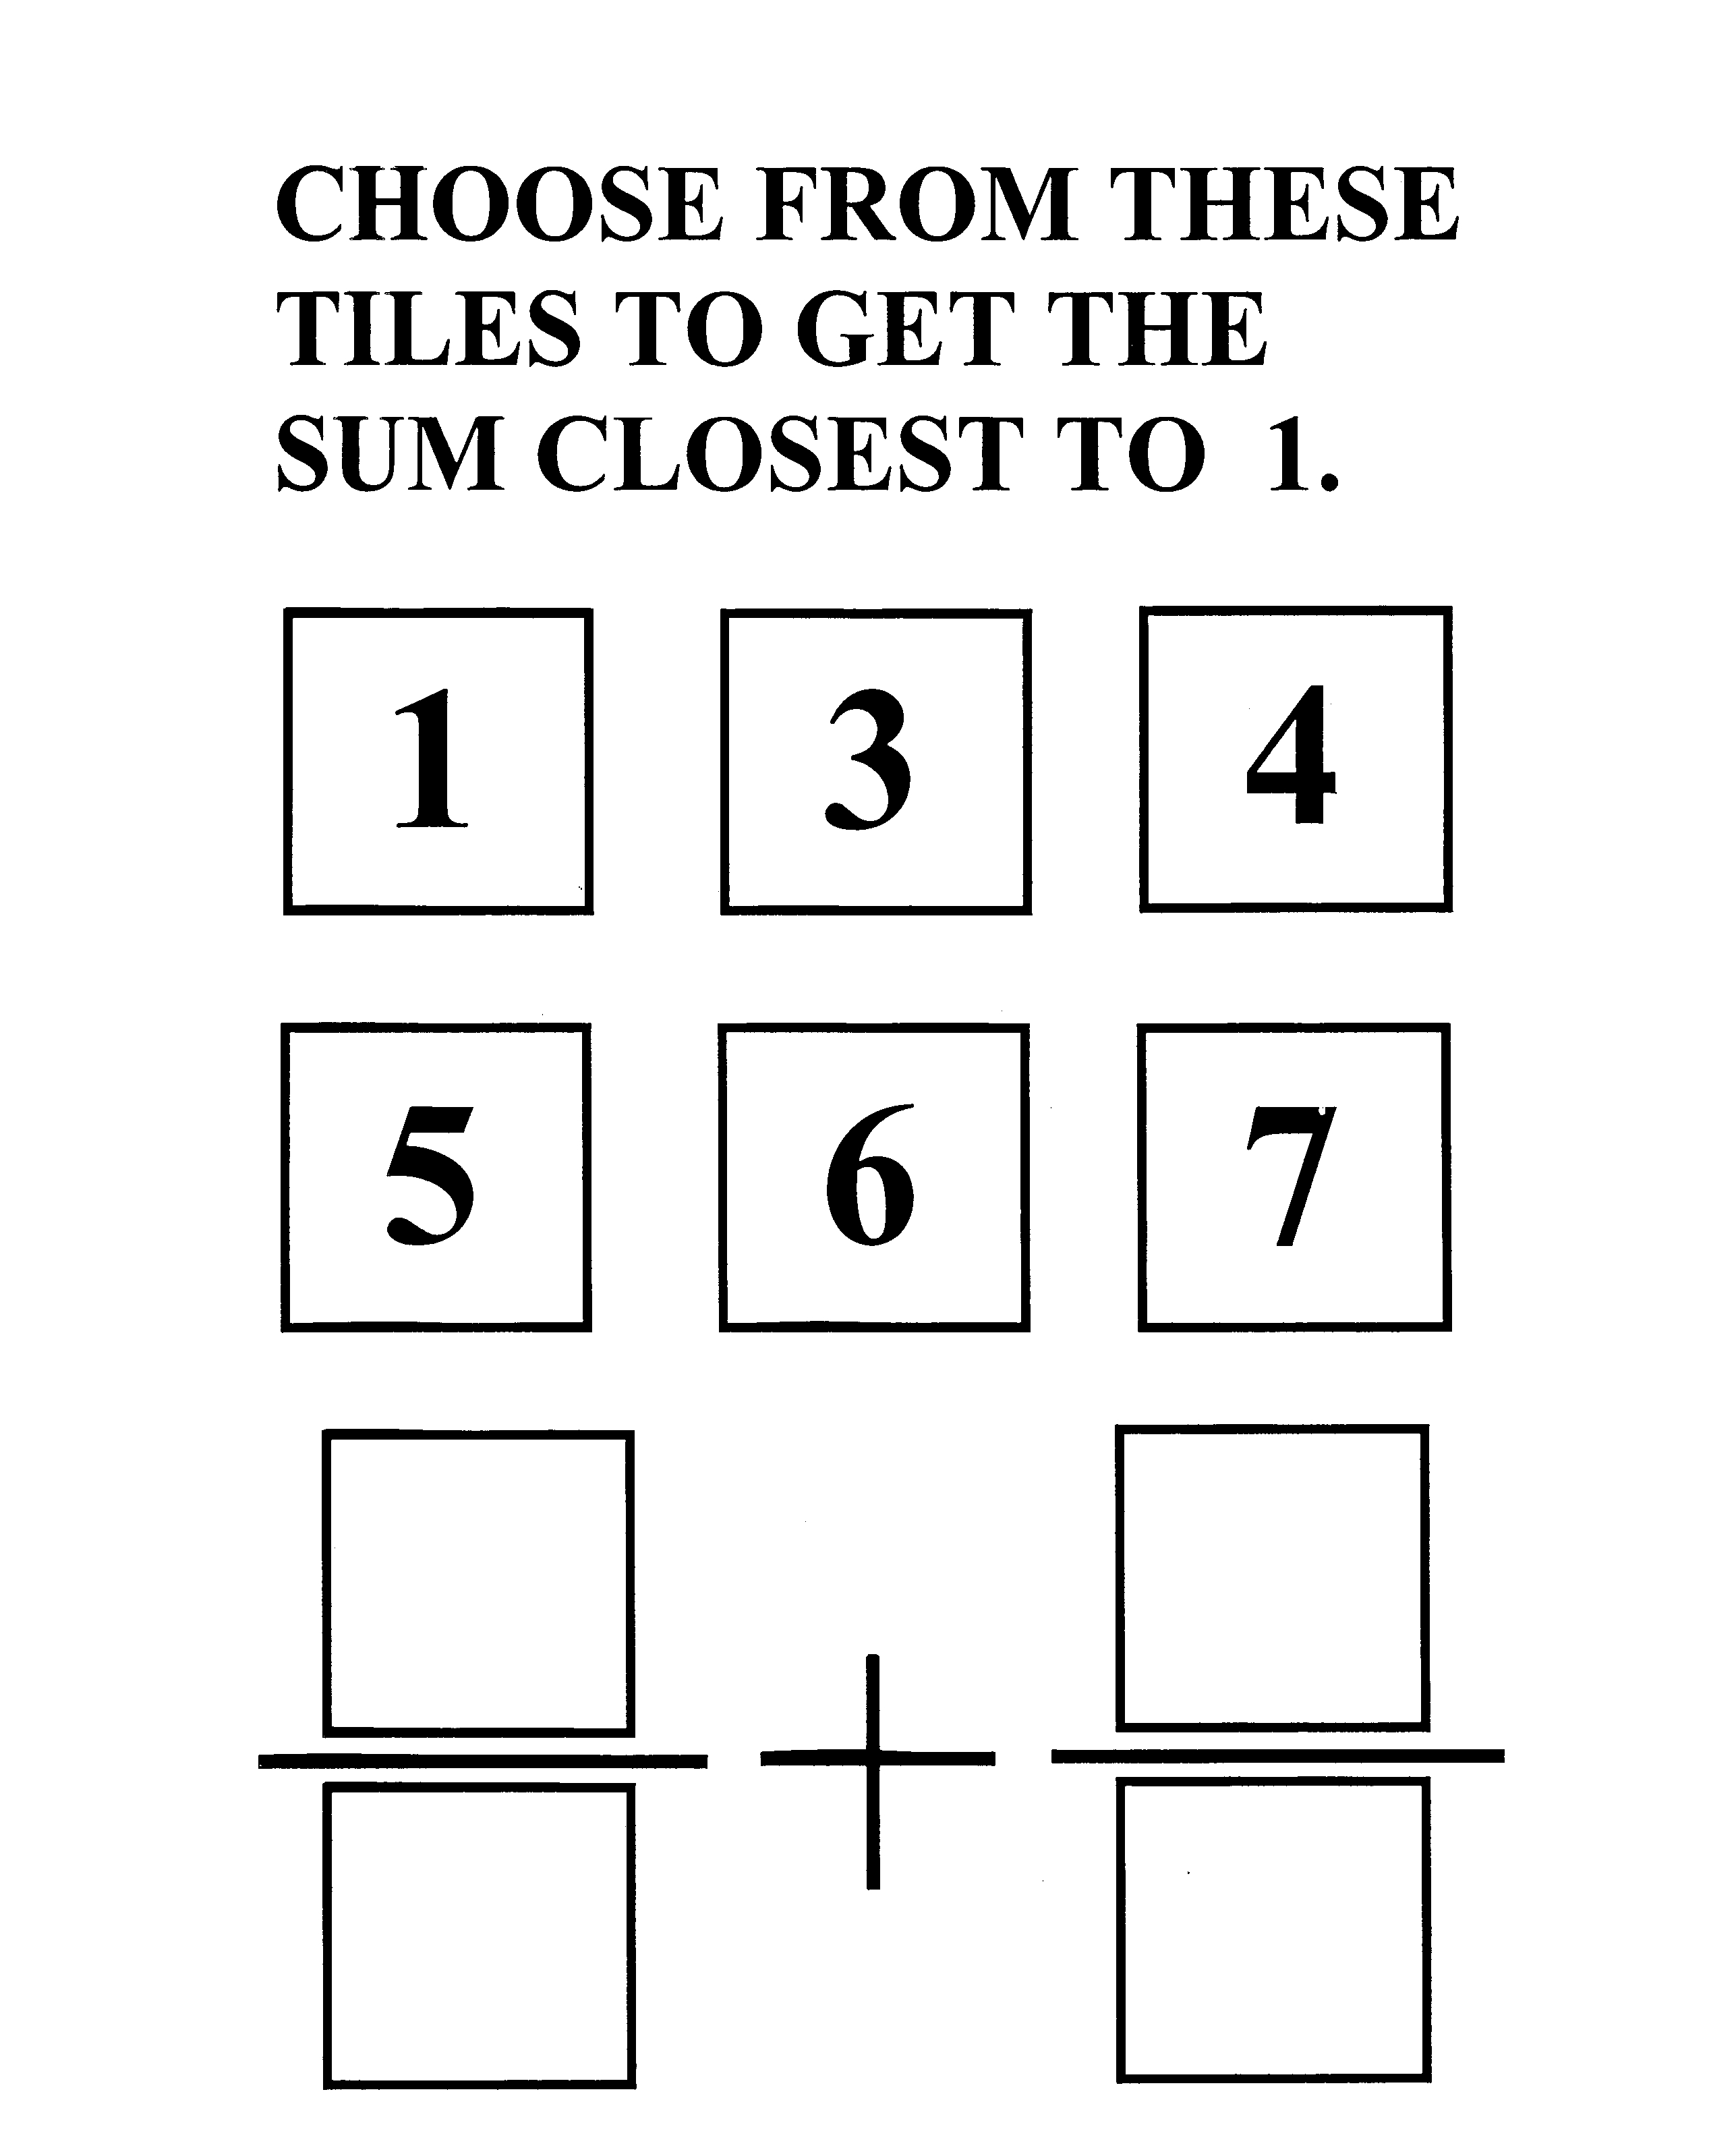 CHOOSE FROM THESE
TILES TO GET THE
SUM CLOSEST TO 1.
1 3 4
5 6 7
+